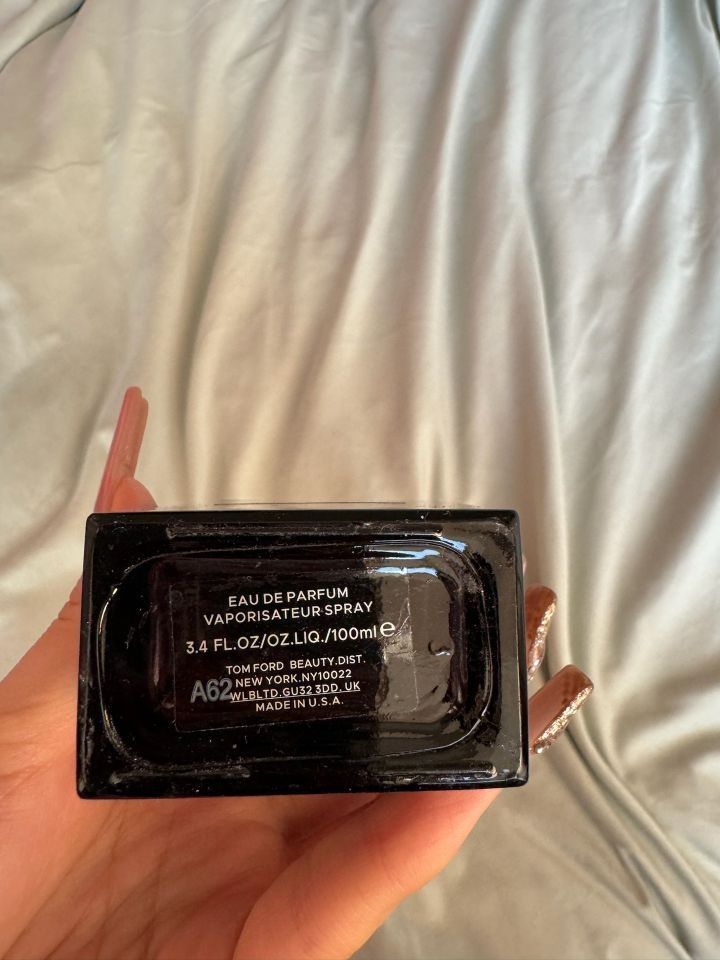 EAU DE PARFUM
VAPORISATEUR SPRAY
3.4 FL.OZ/OZ.LIQ./100ml e
TOM FORD BEAUTY.DIST.
NEW YORK.NY10022
A62
WLBLTD.GU32 3DD. UK
MADE IN U.S.A.